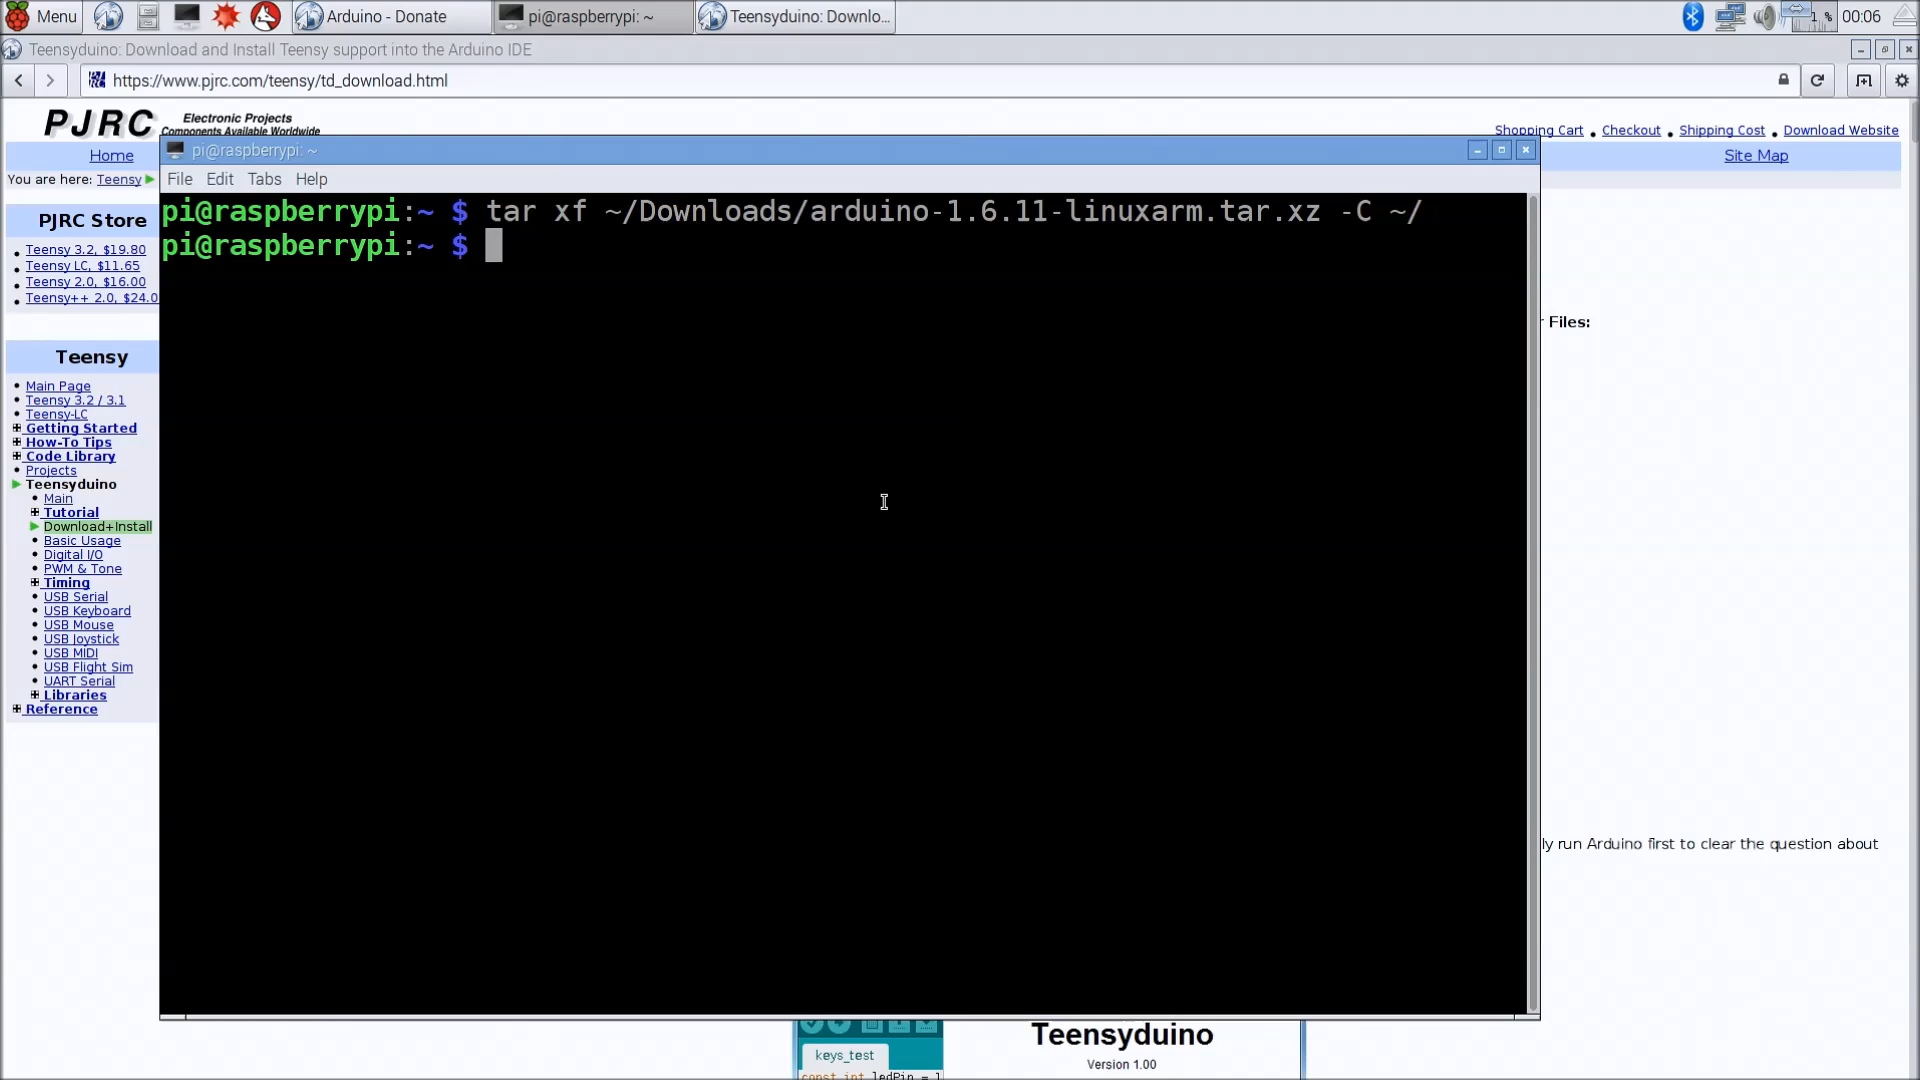 Menu
Arduino - Donate
pi@raspberrypi: ~
Teensyduino: Downlo...
1 %
00:06
Teensyduino: Download and Install Teensy support into the Arduino IDE
https://www.pjrc.com/teensy/td_download.html
PJRC
Electronic Projects
Components Available Worldwide
Shopping Cart
Checkout
Shipping Cost
Download Website
Home
Site Map
You are here: Teensy
PJRC Store
Teensy 3.2, $19.80
Teensy LC, $11.65
Teensy 2.0, $16.00
Teensy++ 2.0, $24.0
Teensy
Main Page
Teensy 3.2 / 3.1
Teensy-LC
Getting Started
How-To Tips
Code Library
Projects
Teensyduino
Main
Tutorial
Download+Install
Basic Usage
Digital I/O
PWM & Tone
Timing
USB Serial
USB Keyboard
USB Mouse
USB Joystick
USB MIDI
USB Flight Sim
UART Serial
Libraries
Reference
pi@raspberrypi: ~
File Edit Tabs Help
pi@raspberrypi:~ $ tar xf ~/Downloads/arduino-1.6.11-linuxarm.tar.xz -C ~/
pi@raspberrypi:~ $
Files:
ly run Arduino first to clear the question about
keys_test
const int ledPin = 1
Teensyduino
Version 1.00